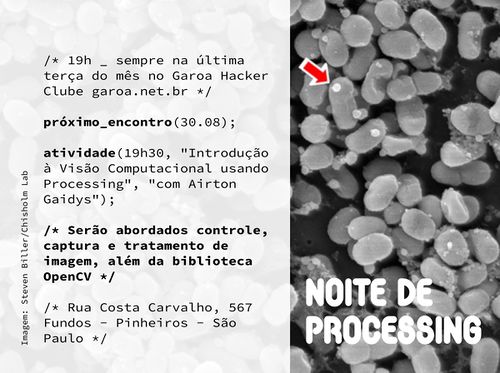 /* 19h _ sempre na última
terça do mês no Garoa Hacker
Clube garoa.net.br */
próximo_encontro(30.08);
atividade(19h30, "Introdução
à Visão Computacional usando
Processing", "com Airton
Gaidys");
/* Serão abordados controle,
captura e tratamento de
imagem, além da biblioteca
OpenCV */
/* Rua Costa Carvalho, 567
Fundos - Pinheiros - São
Paulo */
Imagem: Steven Biller/Chisholm Lab
NOITE DE
PROCESSING